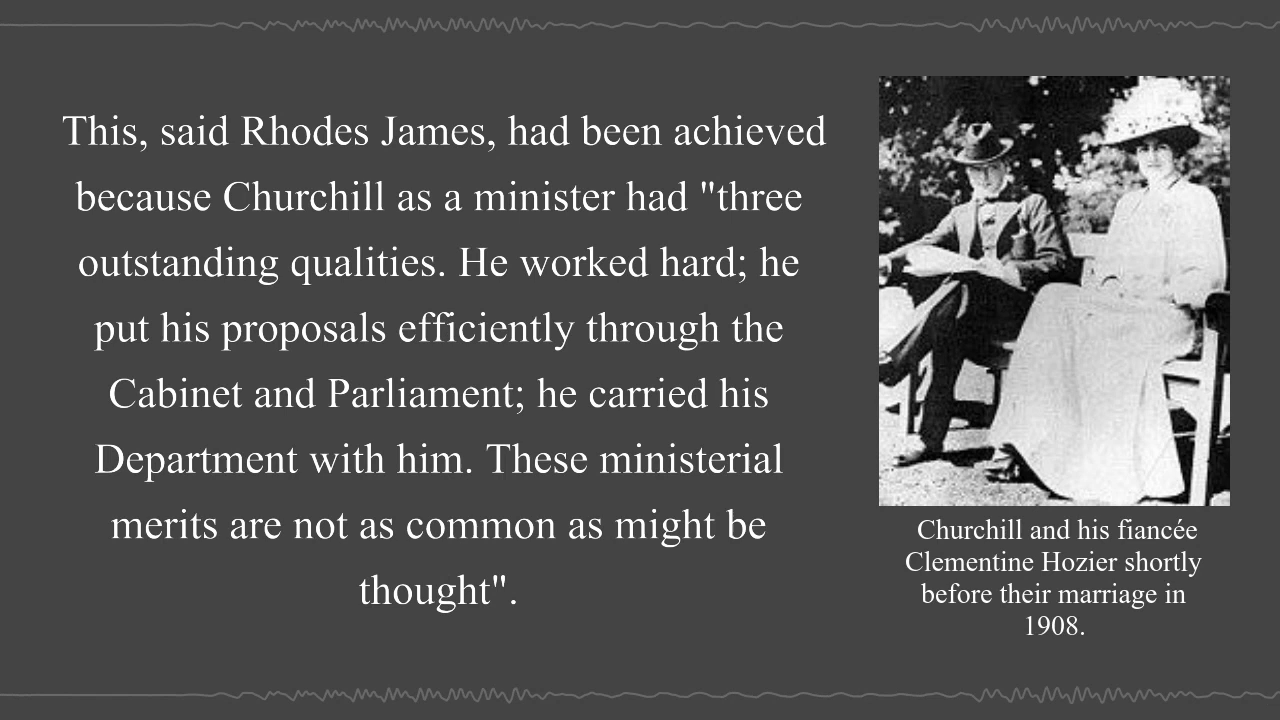 This, said Rhodes James, had been achieved
because Churchill as a minister had "three
outstanding qualities. He worked hard; he
put his proposals efficiently through the
Cabinet and Parliament; he carried his
Department with him. These ministerial
merits are not as common as might be
thought".
Churchill and his fiancée
Clementine Hozier shortly
before their marriage in
1908.